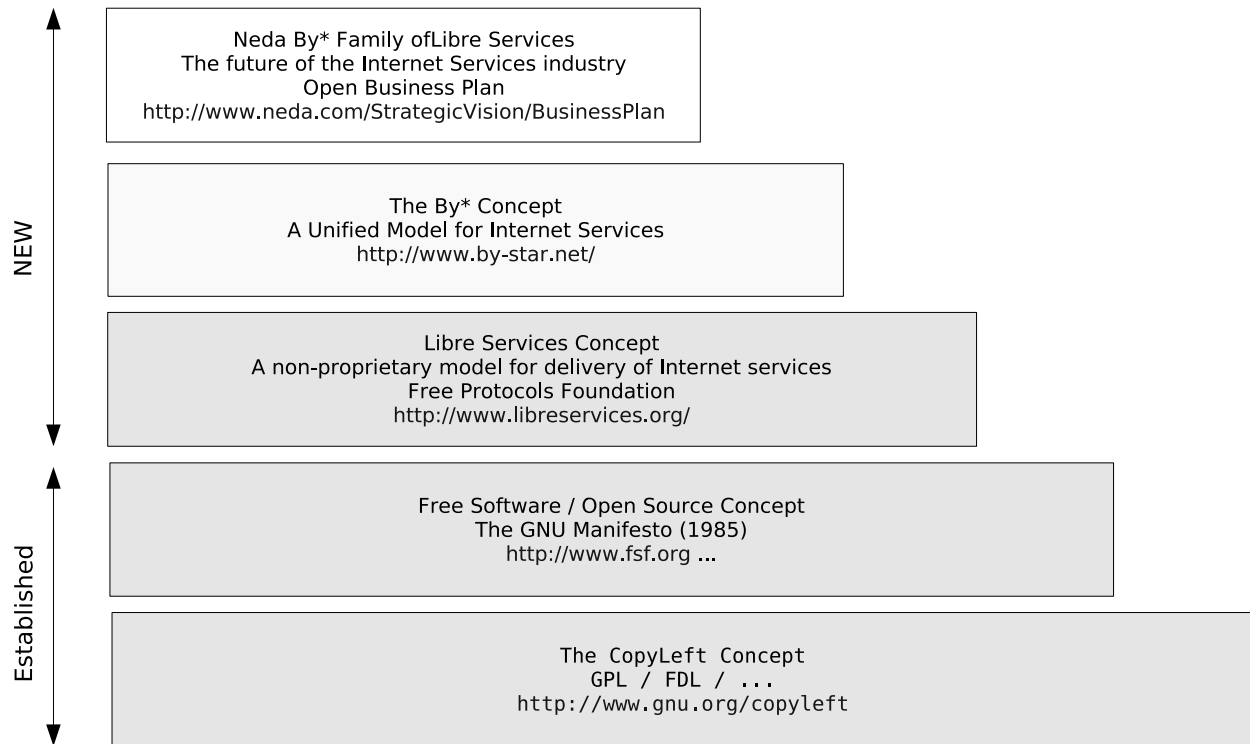 Neda By* Family ofLibre Services
The future of the Internet Services industry
Open Business Plan
http://www.neda.com/StrategicVision/BusinessPlan
NEW
The By* Concept
A Unified Model for Internet Services
http://www.by-star.net/
Libre Services Concept
A non-proprietary model for delivery of Internet services
Free Protocols Foundation
http://www.libreservices.org/
Established
Free Software / Open Source Concept
The GNU Manifesto (1985)
http://www.fsf.org ...
The CopyLeft Concept
GPL / FDL / ...
http://www.gnu.org/copyleft